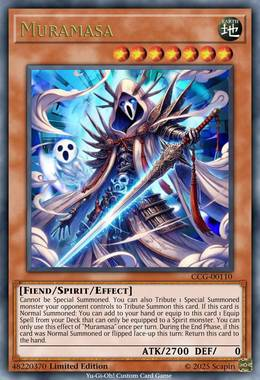 MURAMASA
EARTH
地
CCG-00110
[FIEND/SPIRIT/EFFECT]
Cannot be Special Summoned. You can also Tribute 1 Special Summoned
monster your opponent controls to Tribute Summon this card. If this card is
Normal Summoned: You can add to your hand or equip to this card 1 Equip
Spell from your Deck that can only be equipped to a Spirit monster. You can
only use this effect of "Muramasa" once per turn. During the End Phase, if this
card was Normal Summoned or flipped face-up this turn: Return this card to
the hand.
ATK/2700 DEF/ 0
48220370 Limited Edition
© 2025 Scapin
Yu-Gi-Oh! Custom Card Game